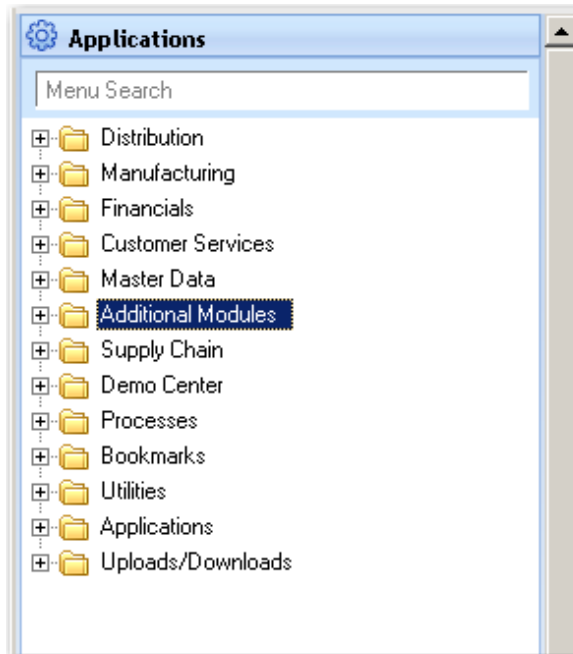 Applications
Menu Search
Distribution
Manufacturing
Financials
Customer Services
Master Data
Additional Modules
Supply Chain
Demo Center
Processes
Bookmarks
Utilities
Applications
Uploads/Downloads